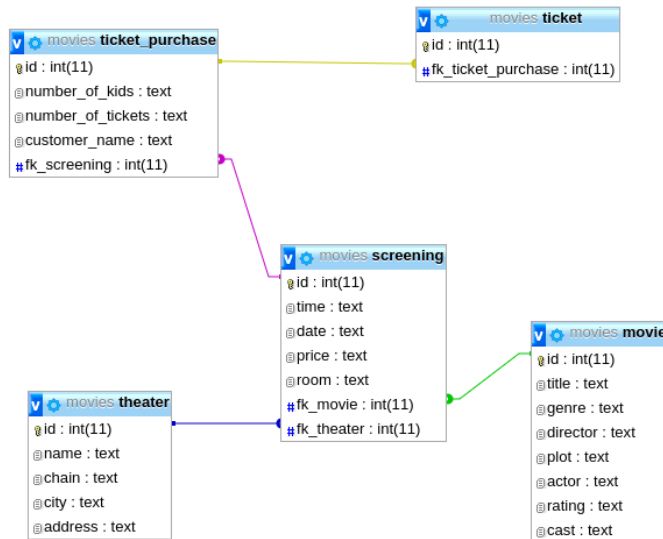 movies ticket_purchase
id : int(11)
number_of_kids : text
number_of_tickets : text
customer_name : text
#fk_screening : int(11)
movies ticket
id : int(11)
#fk_ticket_purchase : int(11)
movies screening
id : int(11)
time : text
date : text
price : text
room : text
#fk_movie : int(11)
#fk_theater : int(11)
movies movie
id : int(11)
title : text
genre : text
director : text
plot : text
actor : text
rating : text
cast : text
movies theater
id : int(11)
name : text
chain : text
city : text
address : text